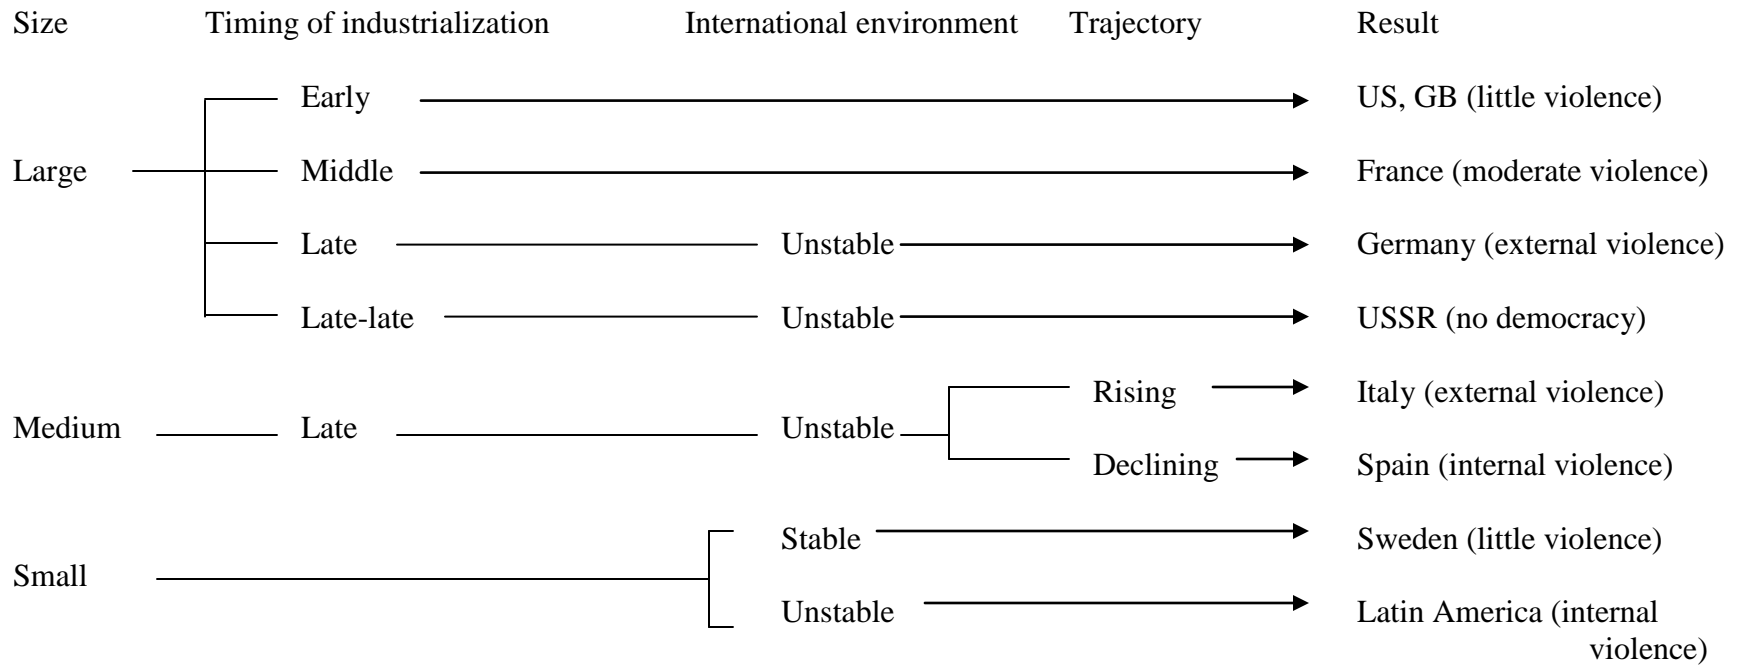 Size Timing of industrialization International environment Trajectory Result
Early US, GB (little violence)
Large Middle France (moderate violence)
Late Unstable Germany (external violence)
Late-late Unstable USSR (no democracy)
Rising Italy (external violence)
Medium Late Unstable
Declining Spain (internal violence)
Stable Sweden (little violence)
Small
Unstable Latin America (internal
violence)